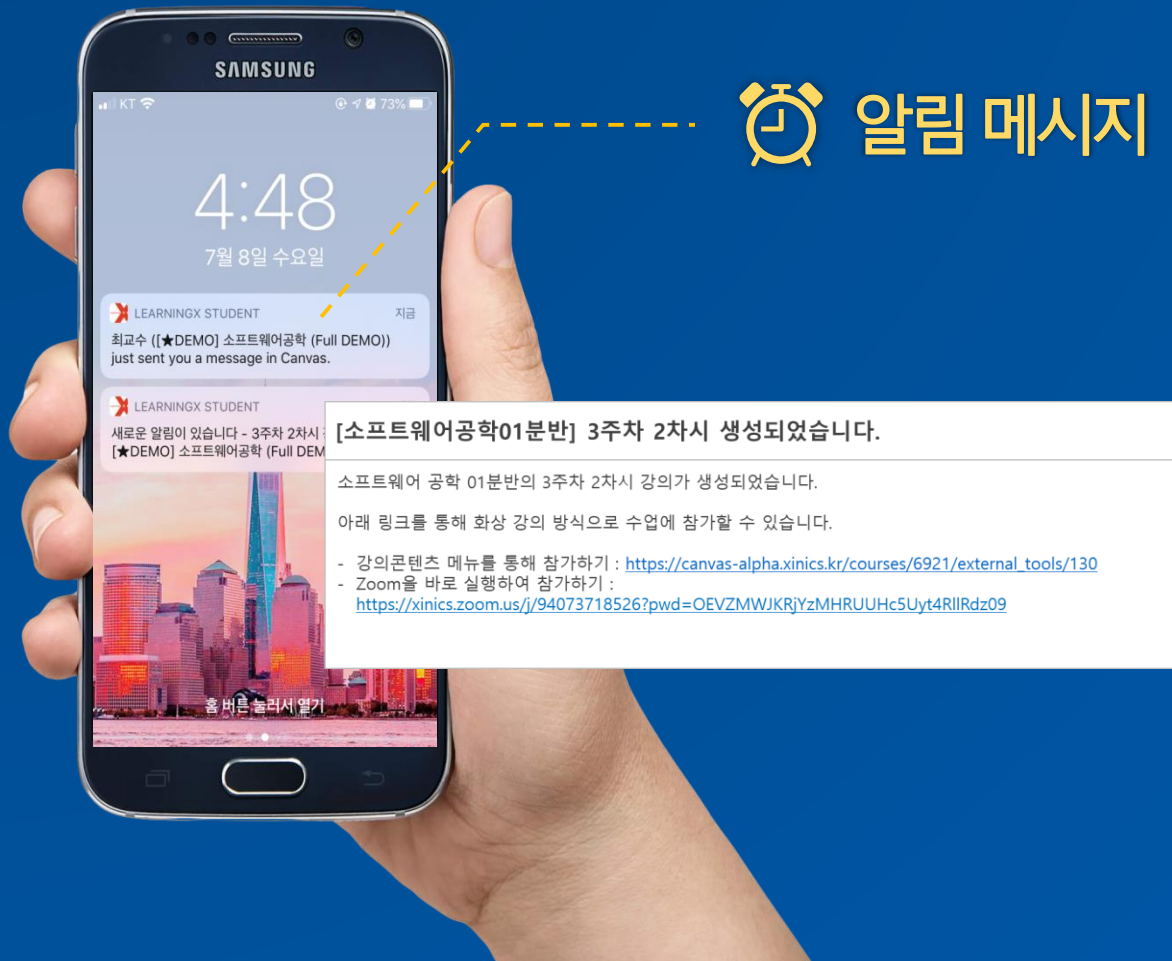 SAMSUNG
KT
73%
알림 메시지
4:48
7월 8일 수요일
LEARNINGX STUDENT 지금
최교수 ([★DEMO] 소프트웨어공학 (Full DEMO))
just sent you a message in Canvas.
LEARNINGX STUDENT
새로운 알림이 있습니다 - 3주차 2차시
[★DEMO] 소프트웨어공학 (Full DEM
[소프트웨어공학01분반] 3주차 2차시 생성되었습니다.
소프트웨어 공학 01분반의 3주차 2차시 강의가 생성되었습니다.
아래 링크를 통해 화상 강의 방식으로 수업에 참가할 수 있습니다.
- 강의콘텐츠 메뉴를 통해 참가하기 : https://canvas-alpha.xinics.kr/courses/6921/external_tools/130
- Zoom을 바로 실행하여 참가하기 :
https://xinics.zoom.us/j/94073718526?pwd=OEVZMWJKRjYzMHRUUHc5Uyt4RllRdz09
홈 버튼 눌러서 열기